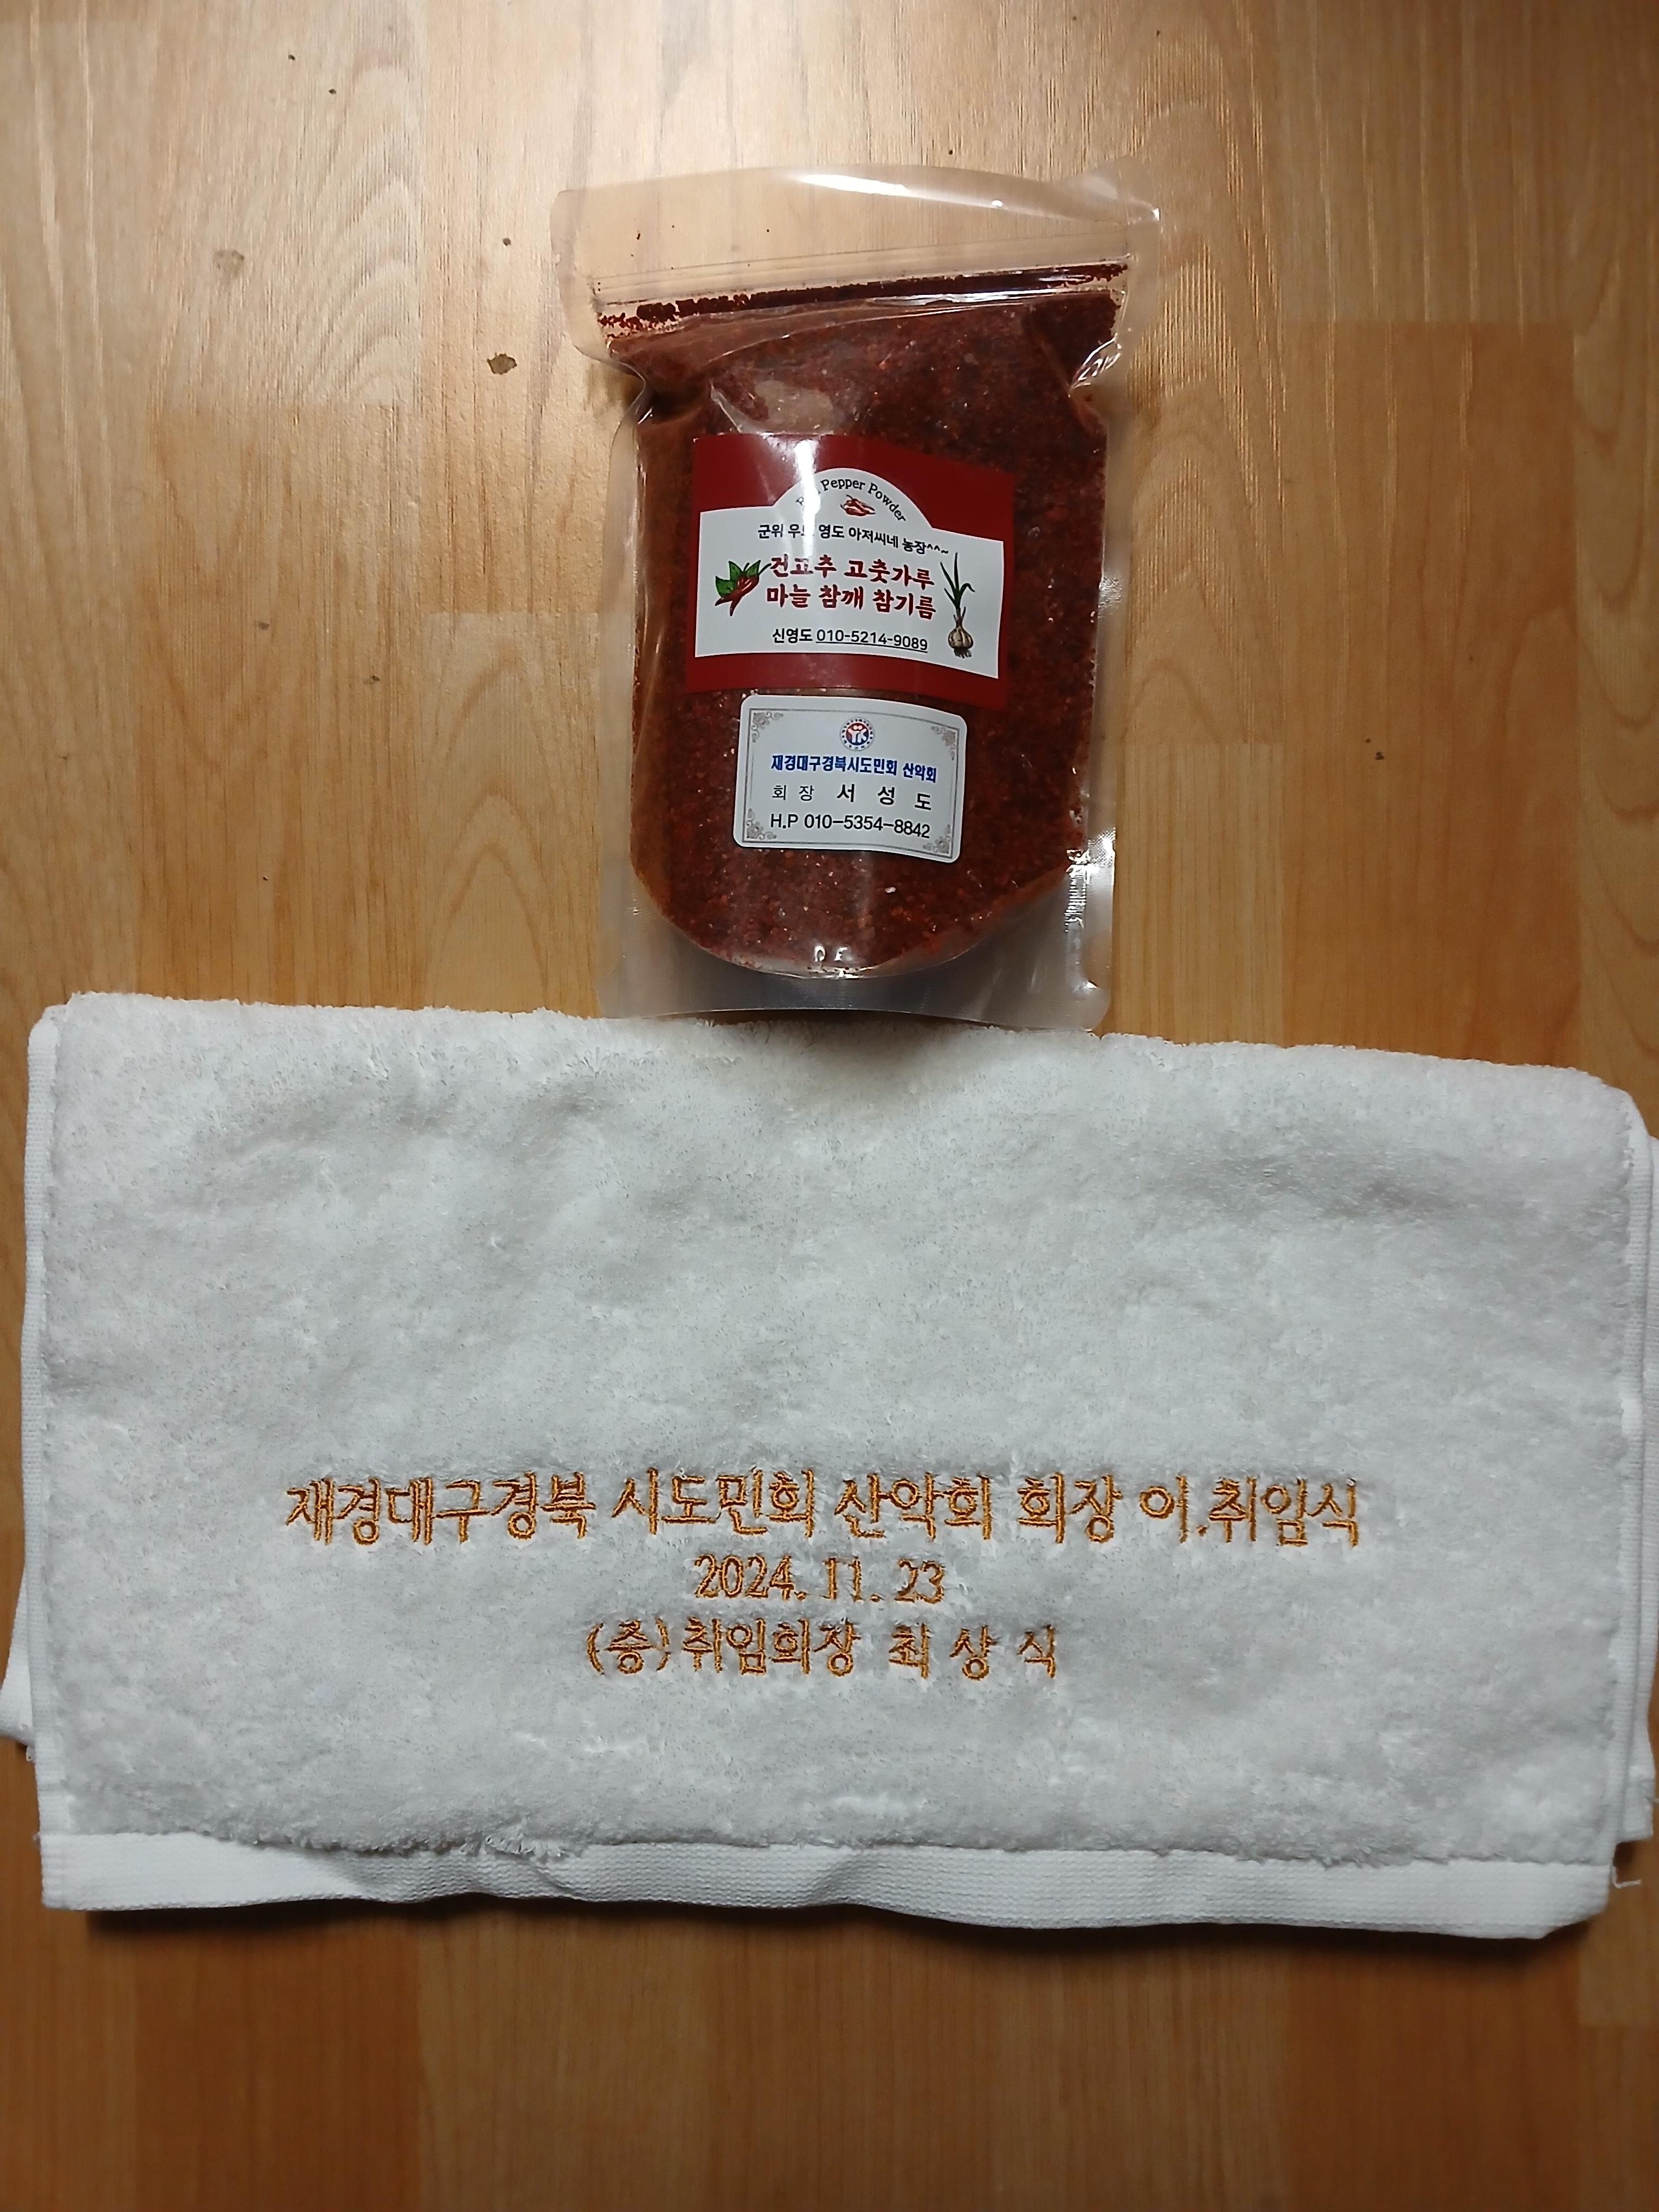 Pepper Powder
군위 영도 아저씨네 농장^^~
건고추 고춧가루
마늘 참깨 참기름
신영도 010-5214-9089
재경대구경북시도민회 산악회
회 장 서 성 도
H.P 010-5354-8842
재경대구경북 시도민회 산악회 회장 이.취임식
2024. 11. 23
(증)취임회장 최 상 식